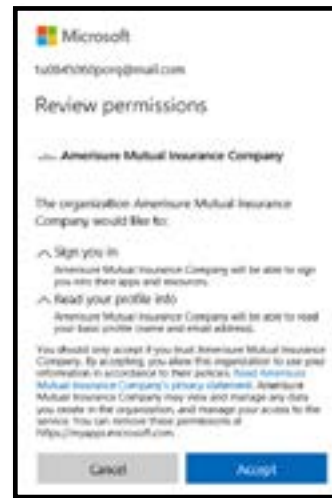 Microsoft
Review permissions
Amerisure Mutual Insurance Company
The organization Amerisure Mutual Insurance
Company would like to:
Sign you in
Amerisure Mutual Insurance Company will be able to sign
you into their apps and resources.
Read your profile info
Amerisure Mutual Insurance Company will be able to read
your basic profile (name and email address).
You should only accept if you trust Amerisure Mutual Insurance
Company. By accepting, you allow this organization to use your
information in accordance to their policies. Read Amerisure
Mutual Insurance Company's privacy statement. Amerisure
Mutual Insurance Company may view and manage any data
you create in the organization, and manage your access to the
service. You can remove these permissions at
https://myapps.microsoft.com
Cancel
Accept